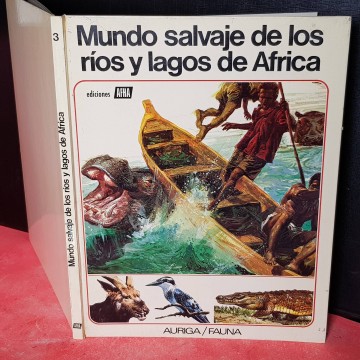 Mundo salvaje de los
ríos y lagos de Africa
ediciones AFHA
AURIGA / FAUNA
3
Mundo salvaje de los ríos y lagos de Africa
AFHA